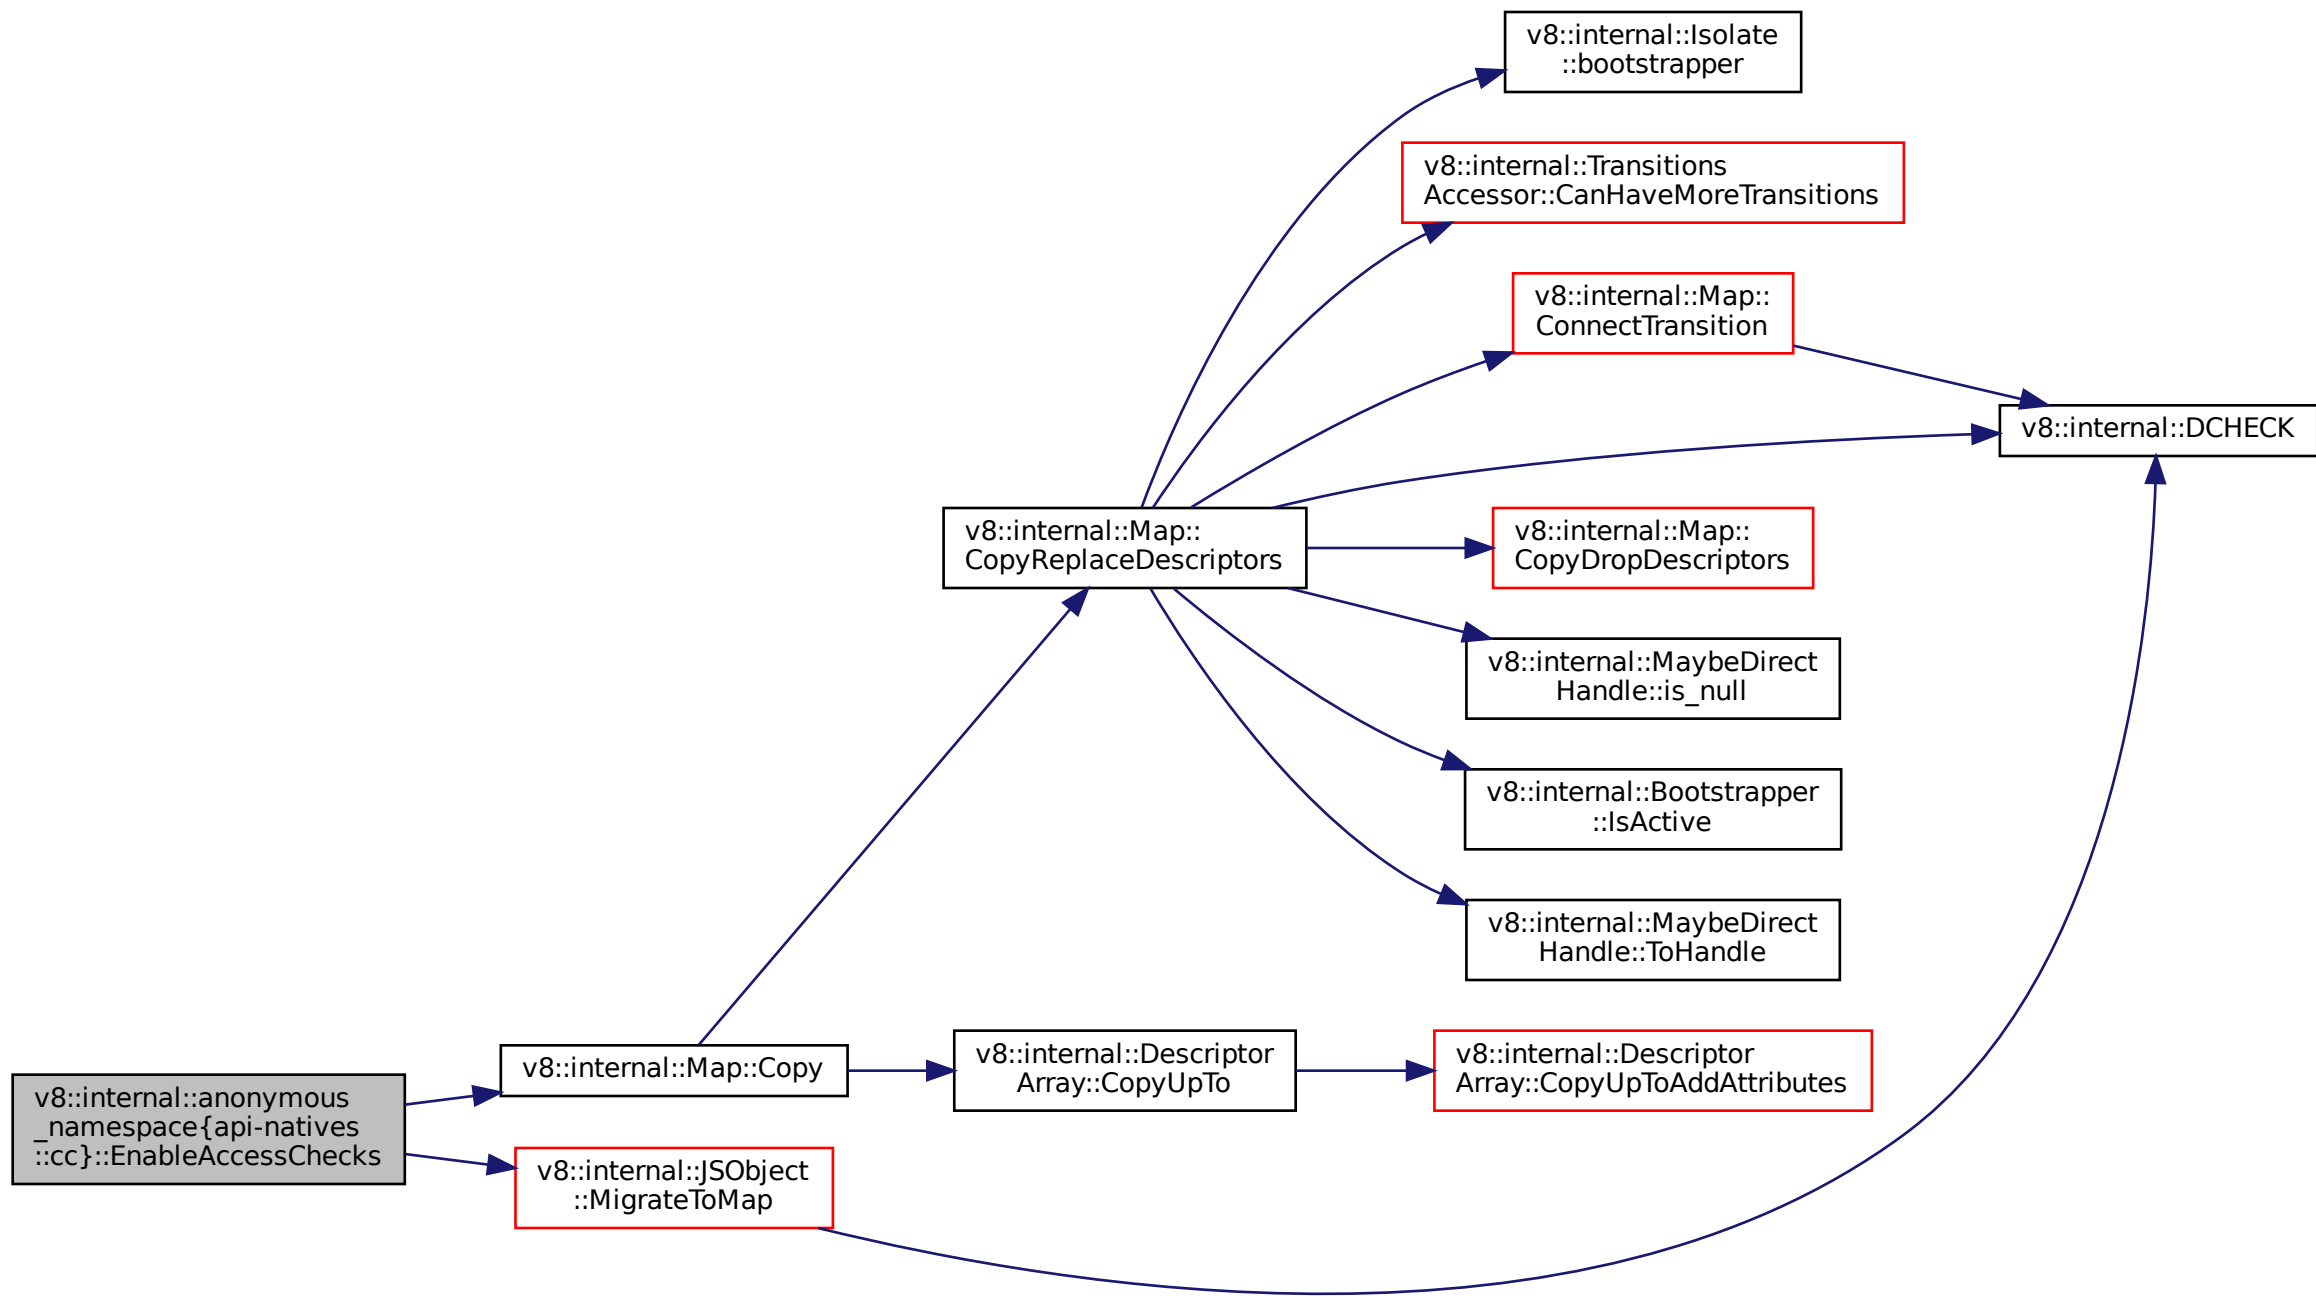 v8::internal::Isolate
::bootstrapper
v8::internal::Transitions
Accessor::CanHaveMoreTransitions
v8::internal::Map::
ConnectTransition
v8::internal::DCHECK
v8::internal::Map::
CopyReplaceDescriptors
v8::internal::Map::
CopyDropDescriptors
v8::internal::MaybeDirect
Handle::is_null
v8::internal::Bootstrapper
::IsActive
v8::internal::MaybeDirect
Handle::ToHandle
v8::internal::anonymous
_namespace{api-natives
::cc}::EnableAccessChecks
v8::internal::Map::Copy
v8::internal::Descriptor
Array::CopyUpTo
v8::internal::Descriptor
Array::CopyUpToAddAttributes
v8::internal::JSObject
::MigrateToMap